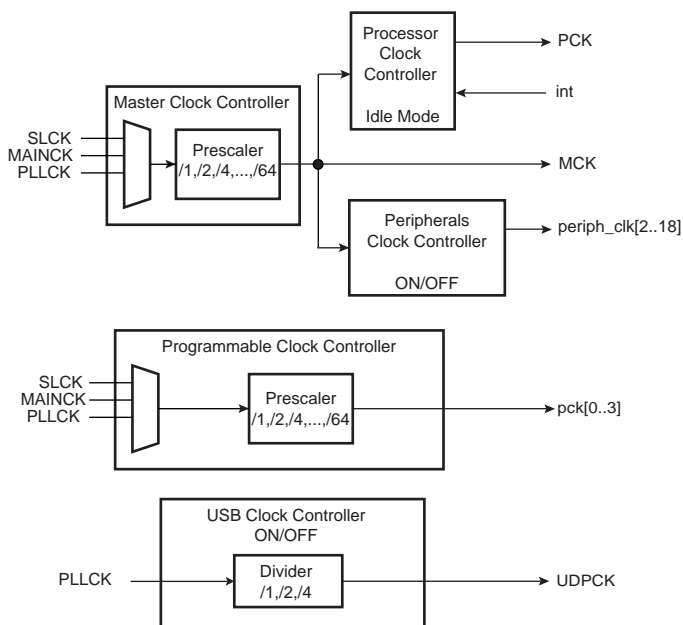 Processor
Clock
Controller
Idle Mode
PCK
int
Master Clock Controller
SLCK
MAINCK
PLLCK
Prescaler
/1,/2,/4,...,/64
MCK
Peripherals
Clock Controller
ON/OFF
periph_clk[2..18]
Programmable Clock Controller
SLCK
MAINCK
PLLCK
Prescaler
/1,/2,/4,...,/64
pck[0..3]
USB Clock Controller
ON/OFF
PLLCK
Divider
/1,/2,/4
UDPCK